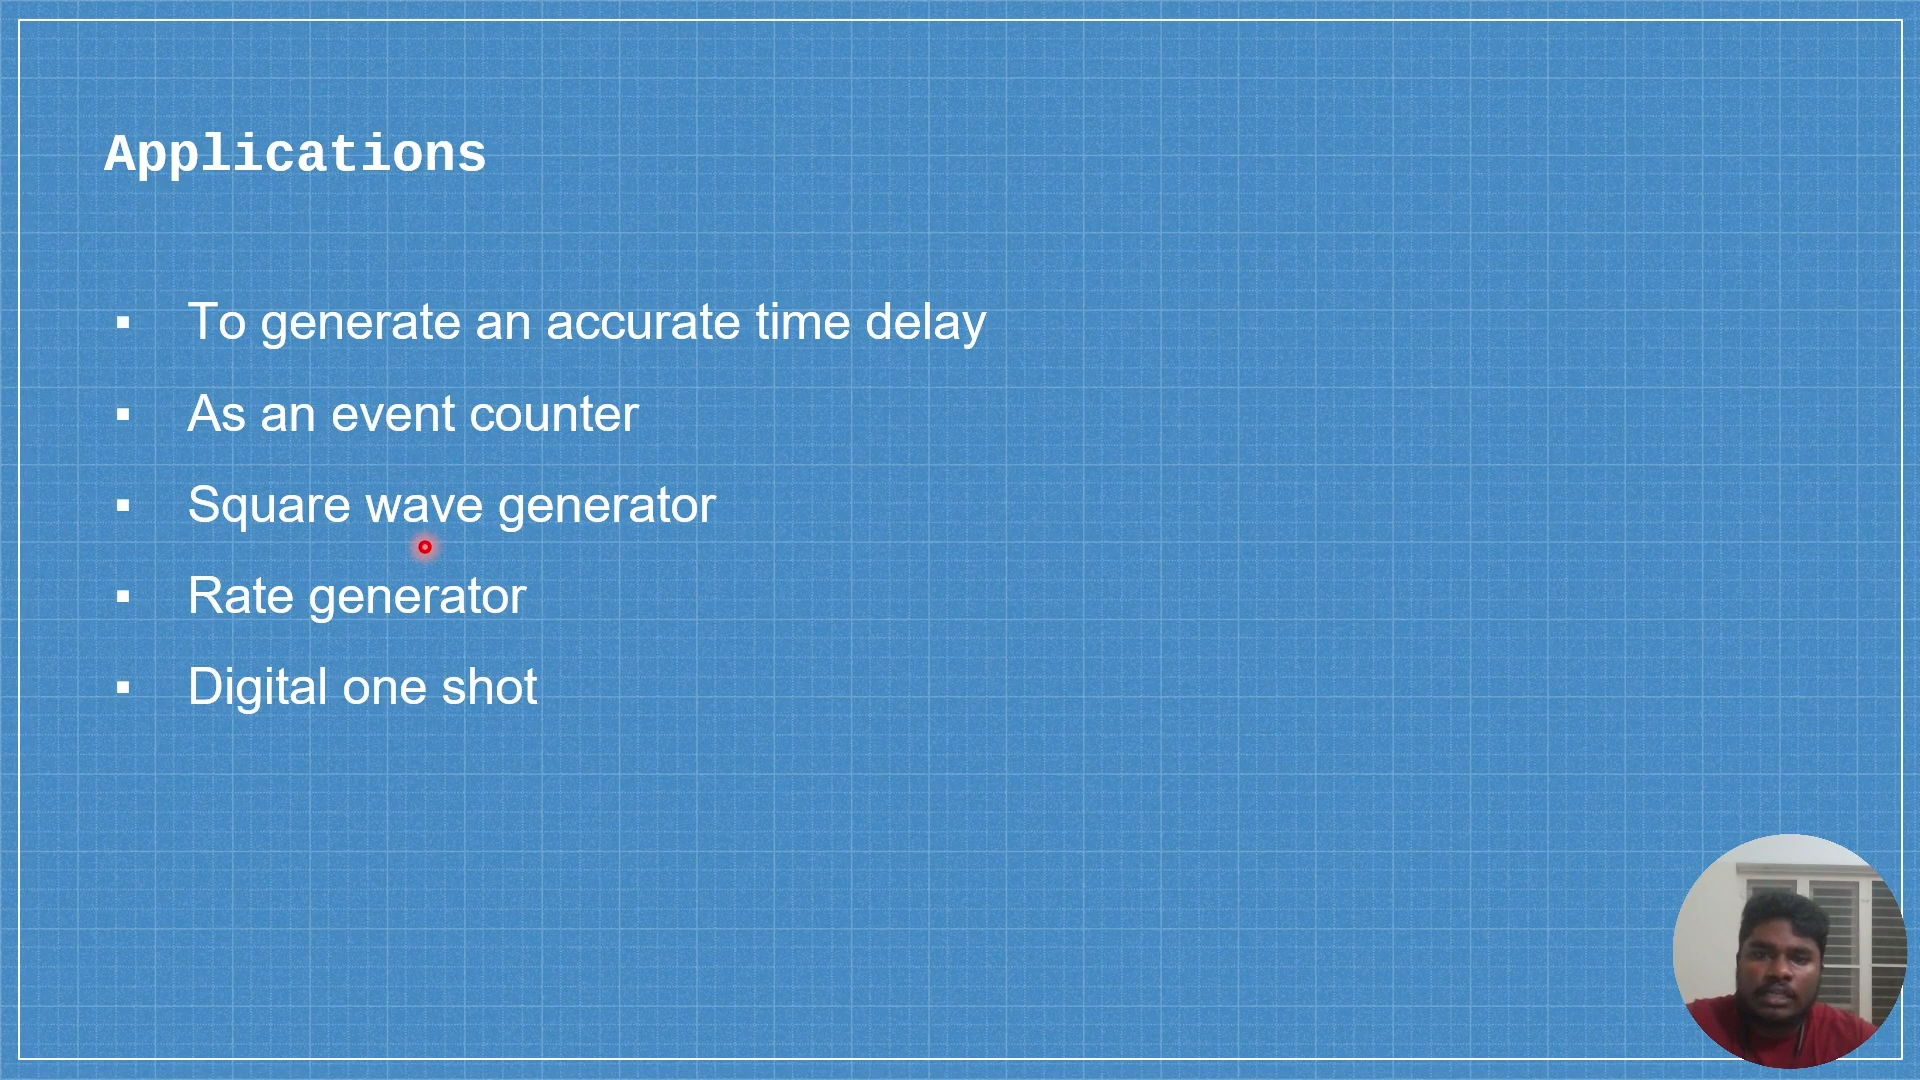 Applications
▪ To generate an accurate time delay
▪ As an event counter
▪ Square wave generator
▪ Rate generator
▪ Digital one shot